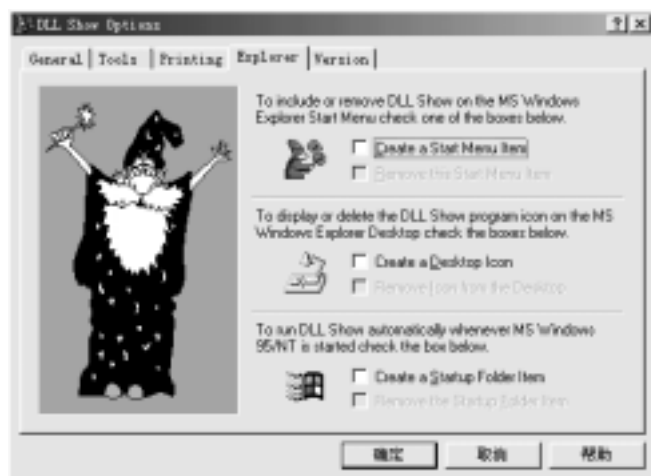 DLL Show Options
General Tools Printing Explorer Version
To include or remove DLL Show on the MS Windows
Explorer Start Menu check one of the boxes below.
Create a Start Menu Item
Remove this Start Menu Item
To display or delete the DLL Show program icon on the MS
Windows Explorer Desktop check the boxes below.
Create a Desktop Icon
Remove Icon from the Desktop
To run DLL Show automatically whenever MS Windows
95/NT is started check the box below.
Create a Startup Folder Item
Remove the Startup Folder Item
确定 取消 帮助